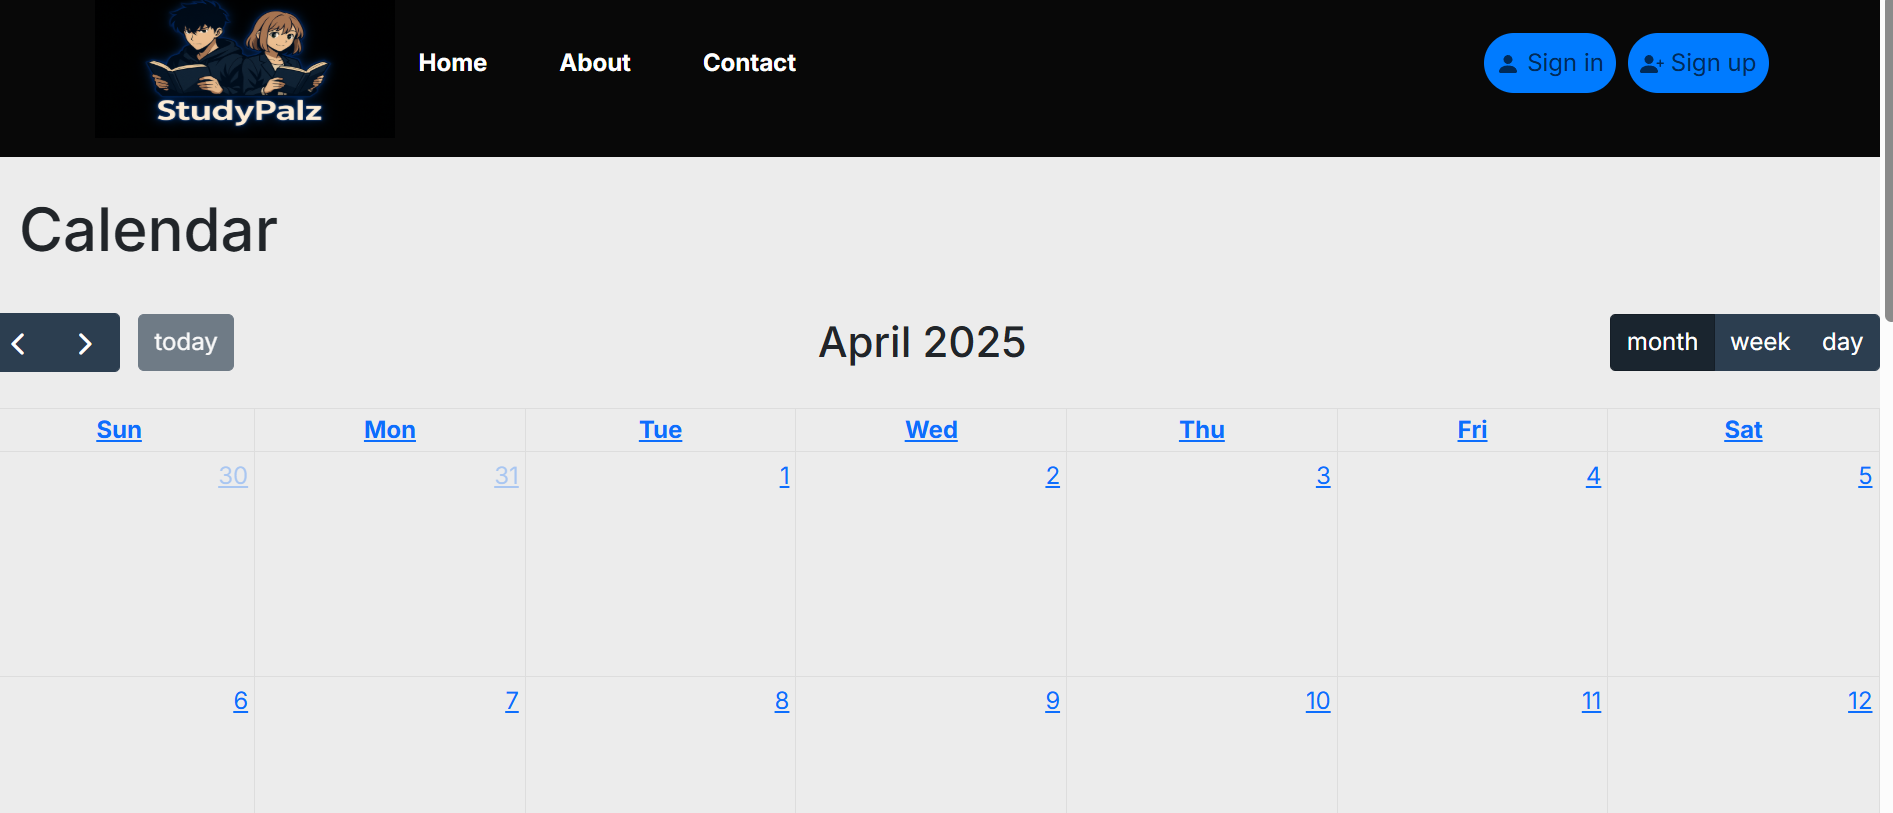 StudyPalz
Home About Contact
Sign in Sign up
Calendar
today April 2025 month week day
Sun Mon Tue Wed Thu Fri Sat
30 31 1 2 3 4 5
6 7 8 9 10 11 12